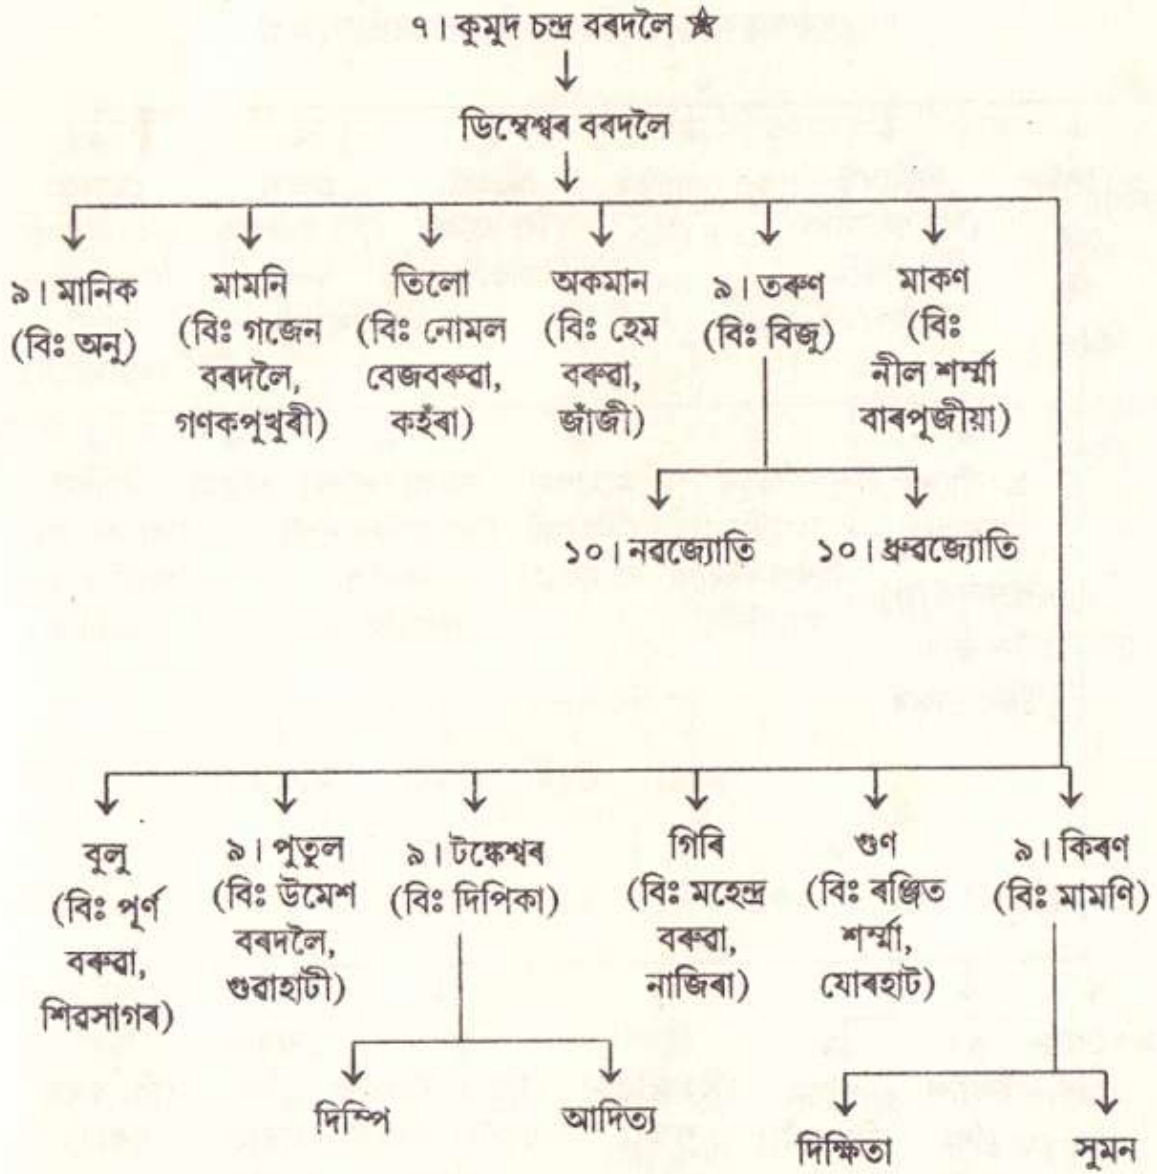 ৭। কুমুদ চন্দ্ৰ বৰদলৈ
ডিম্বেশ্বৰ বৰদলৈ
৯। মানিক
(বিঃ অনু)
মামনি
(বিঃ গজেন
বৰদলৈ,
গণকপুখুৰী)
তিলো
(বিঃ নোমল
বেজবৰুৱা,
কহঁৰা)
অকমান
(বিঃ হেম
বৰুৱা,
জাঁজী)
৯। তৰুণ
(বিঃ বিজু)
মাকণ
(বিঃ
নীল শৰ্ম্মা
বাৰপূজীয়া)
১০। নৱজ্যোতি
১০। ধ্ৰুৱজ্যোতি
বুলু
(বিঃ পূৰ্ণ
বৰুৱা,
শিৱসাগৰ)
৯। পুতুল
(বিঃ উমেশ
বৰদলৈ,
গুৱাহাটী)
৯। টঙ্কেশ্বৰ
(বিঃ দিপিকা)
গিৰি
(বিঃ মহেন্দ্ৰ
বৰুৱা,
নাজিৰা)
গুণ
(বিঃ ৰঞ্জিত
শৰ্ম্মা,
যোৰহাট)
৯। কিৰণ
(বিঃ মামণি)
দিম্পি
আদিত্য
দিক্ষিতা
সুমন